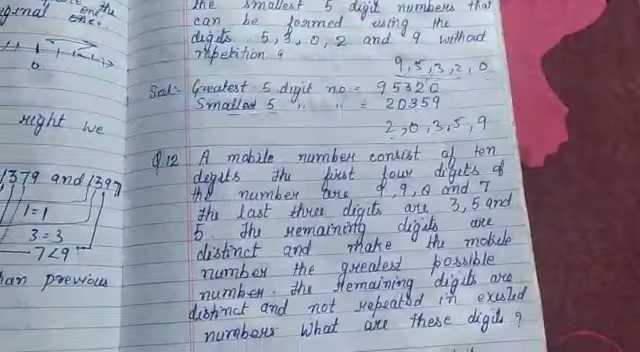 the
the smallest 5 digit numbers that
can be formed using the
digits 5, 3, 0, 2 and 9 without
repetition ?
9, 5, 3, 2, 0
Sol:- Greatest 5 digit no = 95320
Smallest 5 " " = 20359
2, 0, 3, 5, 9
0
right we
1379 and 1397
1 = 1
3 = 3
7 < 9
than previous
Q.12 A mobile number consist of ten
degits the first four digits of
the number are 9, 9, 8 and 7
the last three digits are 3, 5 and
5. the remaining digits are
distinct and make the mobile
number the greatest possible
number. the remaining digits are
distinct and not repeated in existed
numbers. What are these digits ?